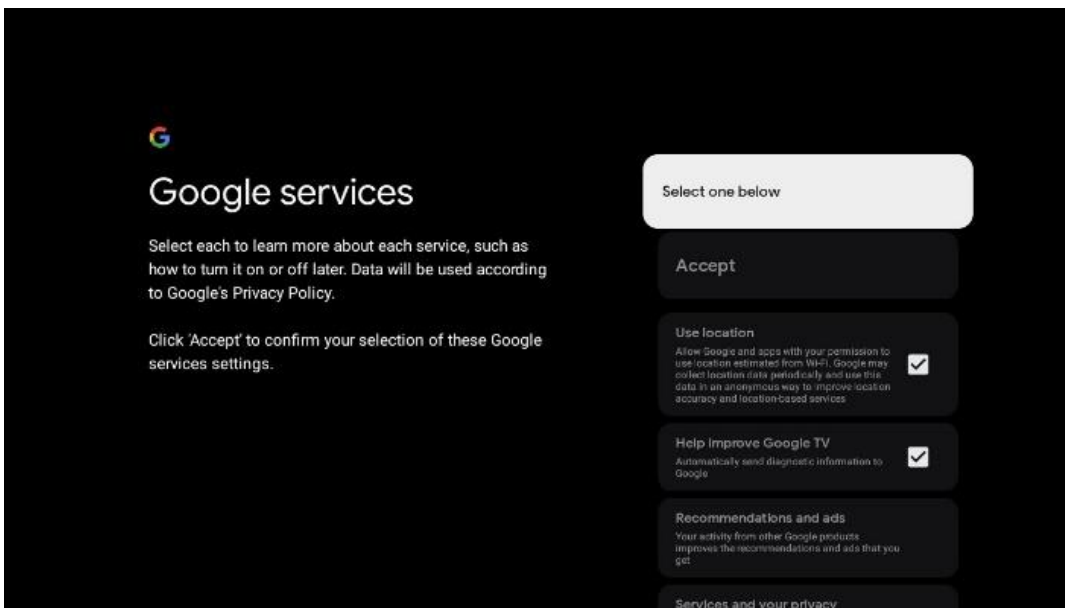 Google services
Select each to learn more about each service, such as
how to turn it on or off later. Data will be used according
to Google's Privacy Policy.
Click 'Accept' to confirm your selection of these Google
services settings.
Select one below
Accept
Use location
Allow Google and apps with your permission to
use location estimated from Wi-Fi. Google may
collect location data periodically and use this
data in an anonymous way to improve location
accuracy and location-based services
Help improve Google TV
Automatically send diagnostic information to
Google
Recommendations and ads
Your activity from other Google products
improves the recommendations and ads that you
get
Services and your privacy